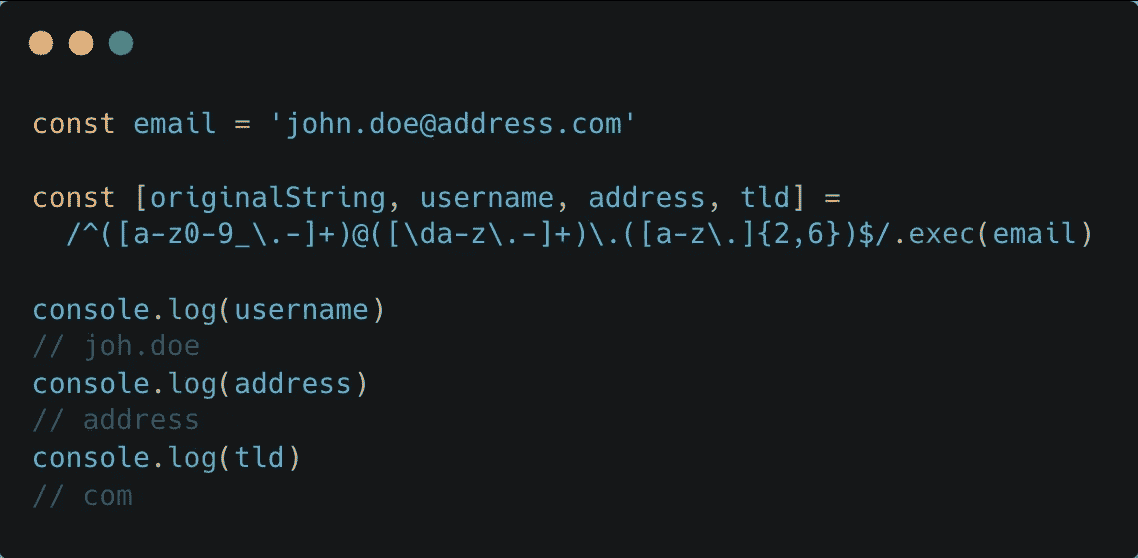 const email = 'john.doe@address.com'
const [originalString, username, address, tld] =
/^([a-z0-9_\.-]+)@([\da-z\.-]+)\.([a-z\.]{2,6})$/.exec(email)
console.log(username)
// joh.doe
console.log(address)
// address
console.log(tld)
// com